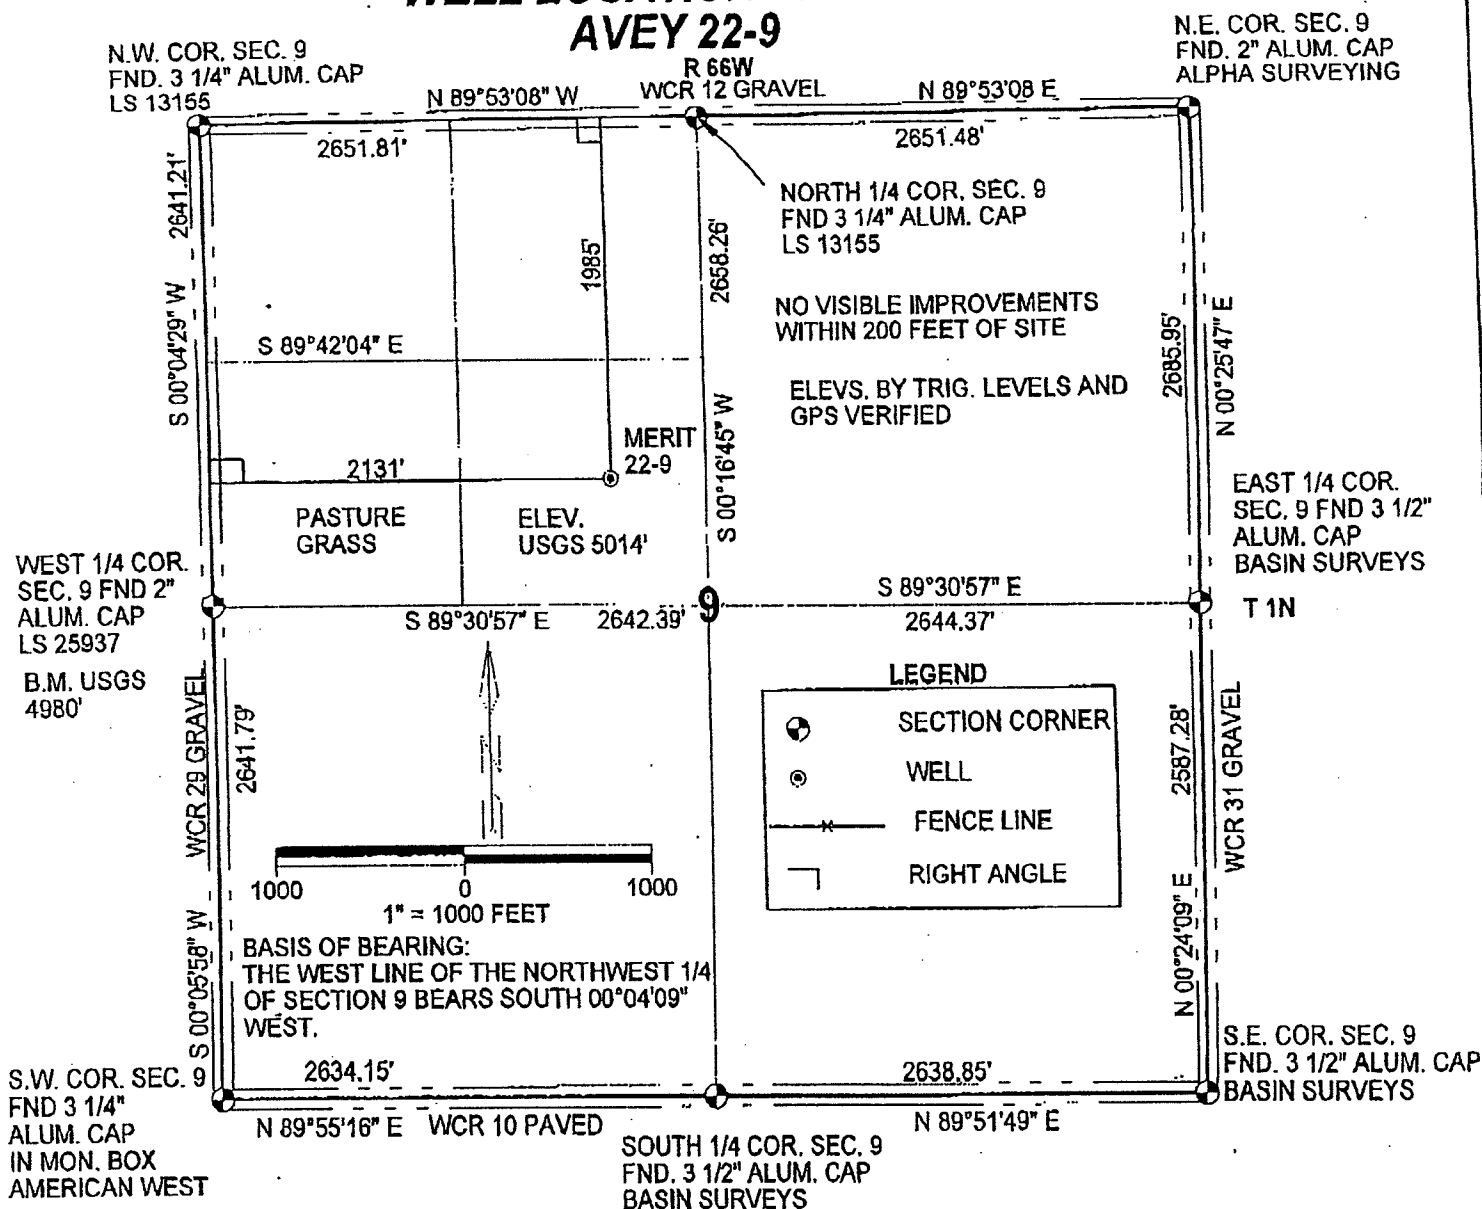 AVEY 22-9
R 66W
WCR 12 GRAVEL
N.W. COR. SEC. 9
FND. 3 1/4" ALUM. CAP
LS 13155
N 89°53'08" W
N 89°53'08 E
N.E. COR. SEC. 9
FND. 2" ALUM. CAP
ALPHA SURVEYING
2651.81'
2651.48'
2641.21'
S 00°04'29" W
1985'
2658.26'
S 00°16'45" W
NORTH 1/4 COR. SEC. 9
FND 3 1/4" ALUM. CAP
LS 13155
NO VISIBLE IMPROVEMENTS
WITHIN 200 FEET OF SITE
ELEVS. BY TRIG. LEVELS AND
GPS VERIFIED
2685.95'
N 00°25'47" E
S 89°42'04" E
MERIT
22-9
2131'
PASTURE
GRASS
ELEV.
USGS 5014'
EAST 1/4 COR.
SEC. 9 FND 3 1/2"
ALUM. CAP
BASIN SURVEYS
WEST 1/4 COR.
SEC. 9 FND 2"
ALUM. CAP
LS 25937
B.M. USGS
4980'
S 89°30'57" E
2642.39'
9
S 89°30'57" E
2644.37'
T 1N
WCR 29 GRAVEL
2641.79'
S 00°05'58" W
N
LEGEND
SECTION CORNER
WELL
FENCE LINE
RIGHT ANGLE
2587.28'
WCR 31 GRAVEL
N 00°24'09" E
1000
0
1000
1" = 1000 FEET
BASIS OF BEARING:
THE WEST LINE OF THE NORTHWEST 1/4
OF SECTION 9 BEARS SOUTH 00°04'09"
WEST.
S.W. COR. SEC. 9
FND 3 1/4"
ALUM. CAP
IN MON. BOX
AMERICAN WEST
2634.15'
2638.85'
N 89°55'16" E
WCR 10 PAVED
N 89°51'49" E
SOUTH 1/4 COR. SEC. 9
FND. 3 1/2" ALUM. CAP
BASIN SURVEYS
S.E. COR. SEC. 9
FND. 3 1/2" ALUM. CAP
BASIN SURVEYS